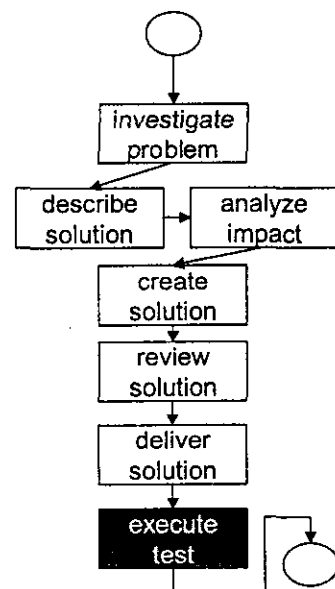 investigate
problem
describe
solution
analyze
impact
create
solution
review
solution
deliver
solution
execute
test